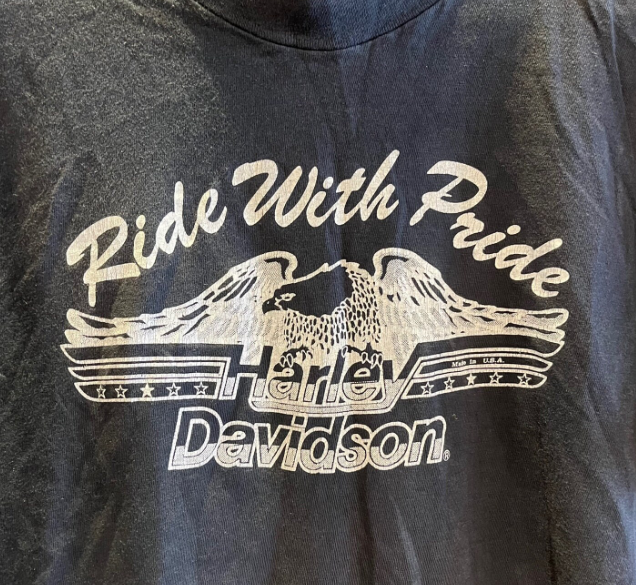 Ride With Pride
Harley
Made in U.S.A.
Davidson®